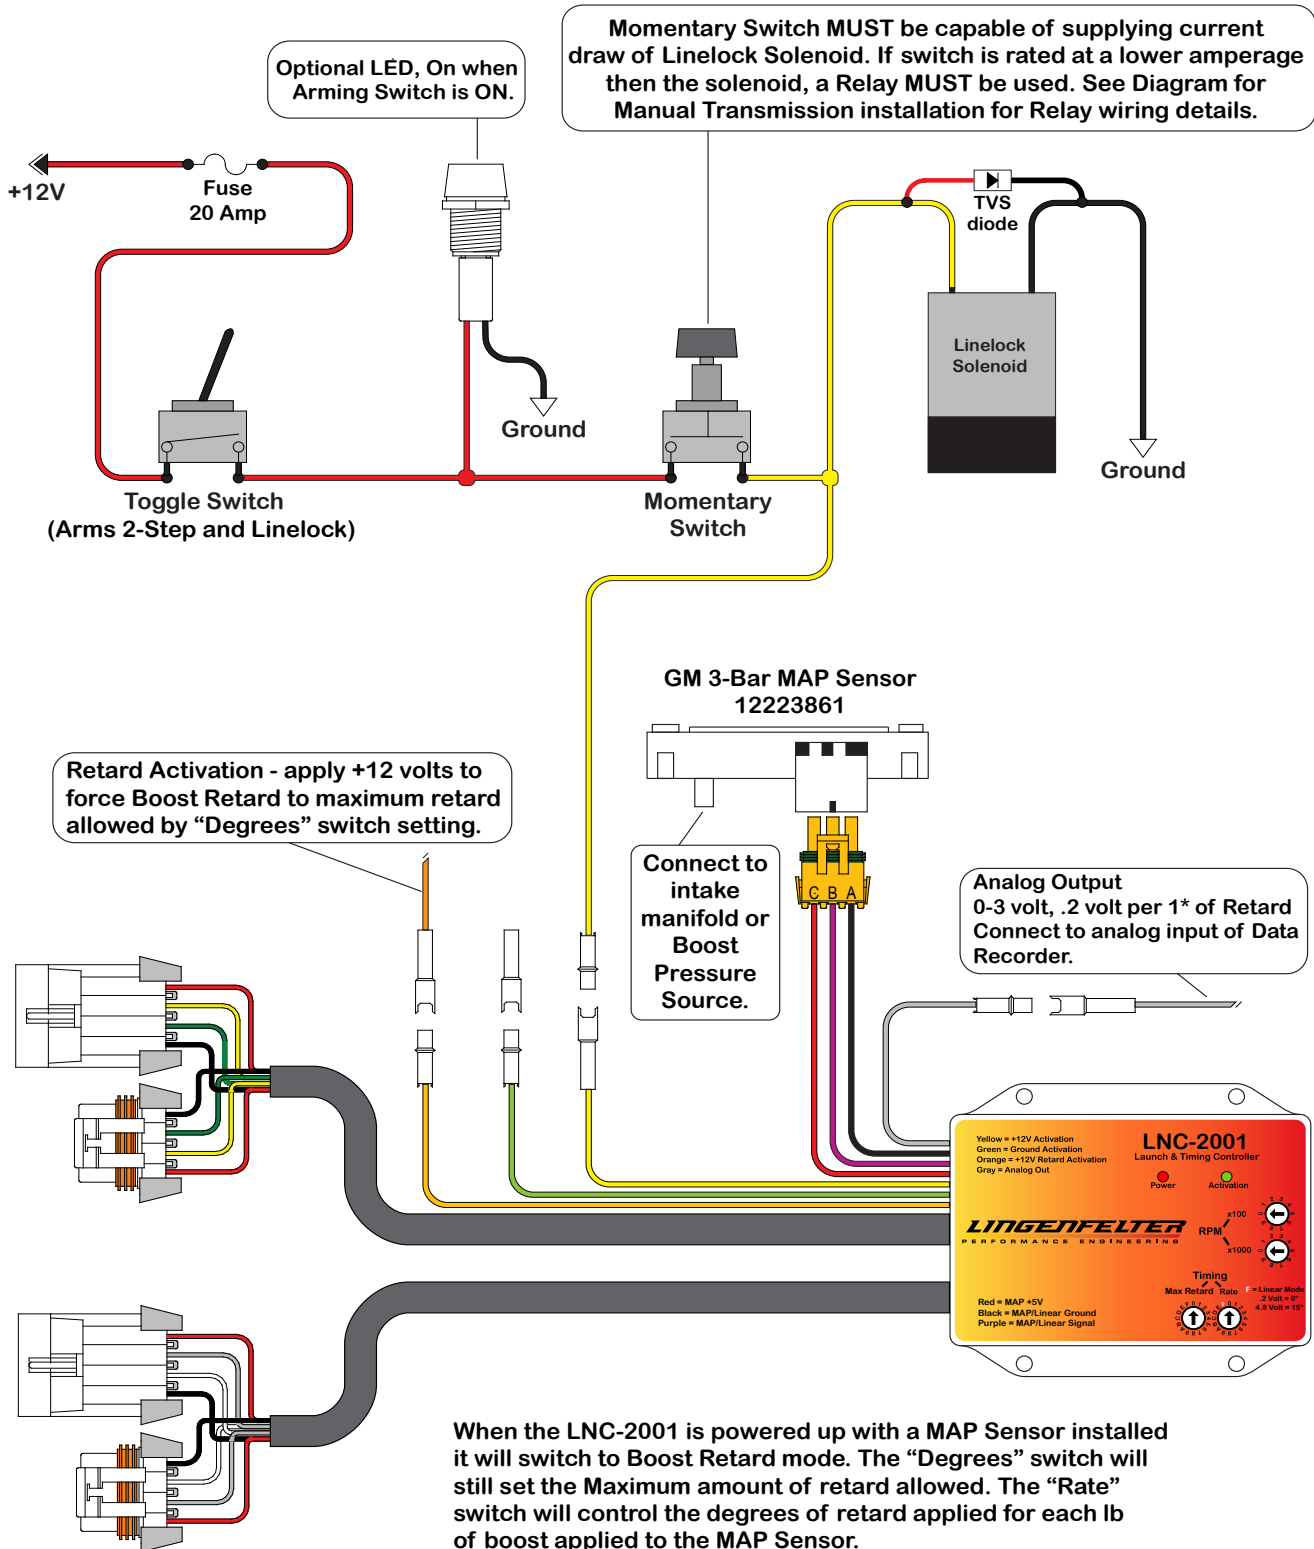 Momentary Switch MUST be capable of supplying current
draw of Linelock Solenoid. If switch is rated at a lower amperage
then the solenoid, a Relay MUST be used. See Diagram for
Manual Transmission installation for Relay wiring details.
Optional LED, On when
Arming Switch is ON.
+12V
Fuse
20 Amp
TVS
diode
Linelock
Solenoid
Ground
Ground
Toggle Switch
(Arms 2-Step and Linelock)
Momentary
Switch
GM 3-Bar MAP Sensor
12223861
Retard Activation - apply +12 volts to
force Boost Retard to maximum retard
allowed by “Degrees” switch setting.
Connect to
intake
manifold or
Boost
Pressure
Source.
C B A
Analog Output
0-3 volt, .2 volt per 1* of Retard
Connect to analog input of Data
Recorder.
Yellow = +12V Activation
Green = Ground Activation
Orange = +12V Retard Activation
Gray = Analog Out
LNC-2001
Launch & Timing Controller
Power
Activation
LINGENFELTER
PERFORMANCE ENGINEERING
x100
RPM
x1000
Timing
Max Retard Rate
F = Linear Mode
.2 Volt = 0°
4.8 Volt = 15°
Red = MAP +5V
Black = MAP/Linear Ground
Purple = MAP/Linear Signal
When the LNC-2001 is powered up with a MAP Sensor installed
it will switch to Boost Retard mode. The “Degrees” switch will
still set the Maximum amount of retard allowed. The “Rate”
switch will control the degrees of retard applied for each lb
of boost applied to the MAP Sensor.